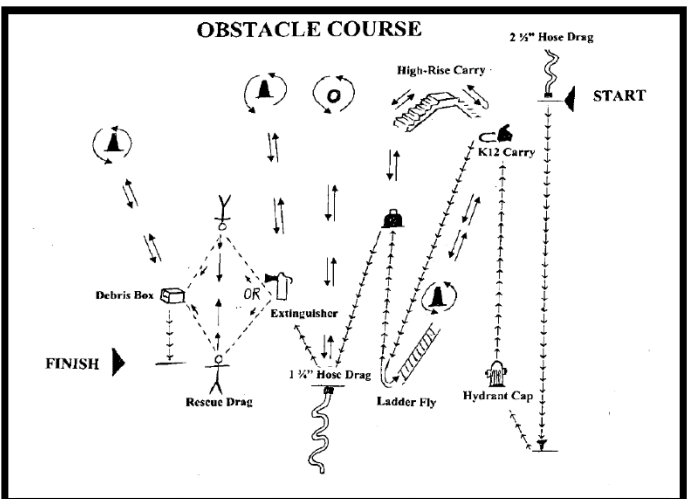 OBSTACLE COURSE
2 ½" Hose Drag
High-Rise Carry
START
K12 Carry
Debris Box
OR
Extinguisher
FINISH
1 ¾" Hose Drag
Rescue Drag
Ladder Fly
Hydrant Cap